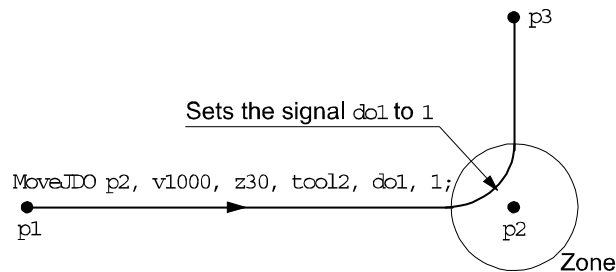 p3
Sets the signal do1 to 1
MoveJDO p2, v1000, z30, tool2, do1, 1;
p1
p2
Zone